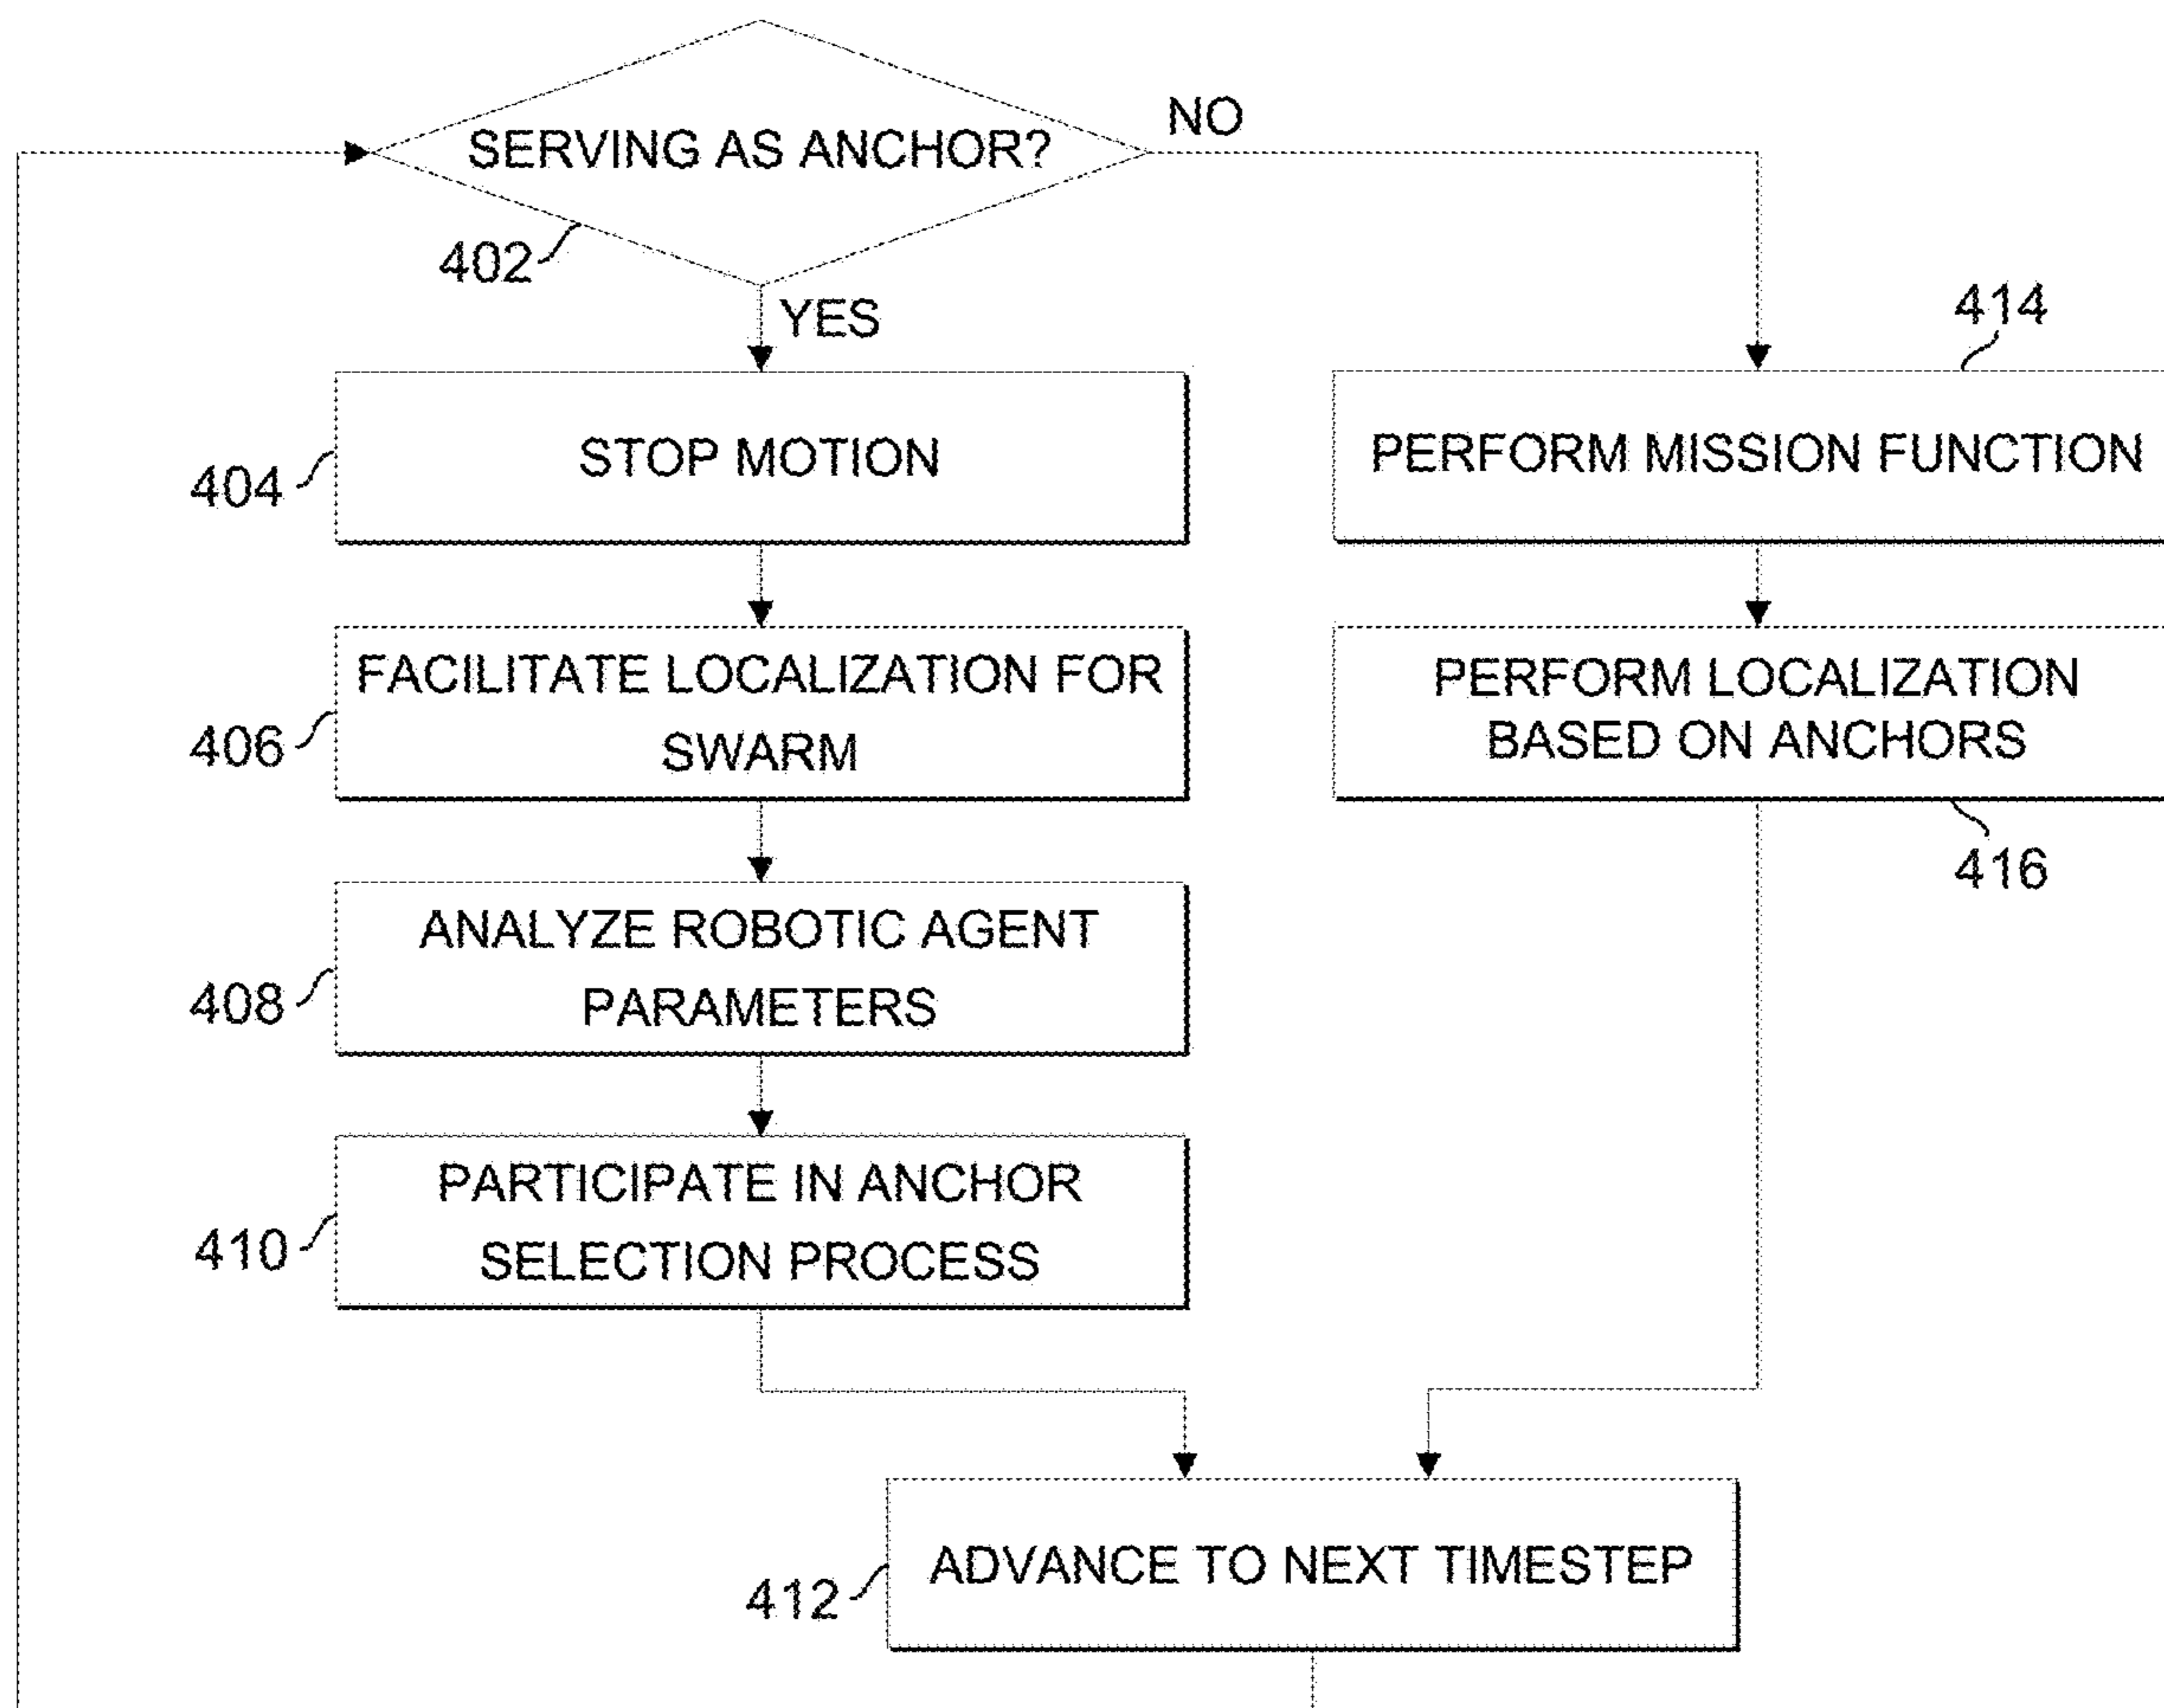 SERVING AS ANCHOR?
NO
402
YES
414
404
STOP MOTION
PERFORM MISSION FUNCTION
406
FACILITATE LOCALIZATION FOR
SWARM
PERFORM LOCALIZATION
BASED ON ANCHORS
416
408
ANALYZE ROBOTIC AGENT
PARAMETERS
410
PARTICIPATE IN ANCHOR
SELECTION PROCESS
412
ADVANCE TO NEXT TIMESTEP